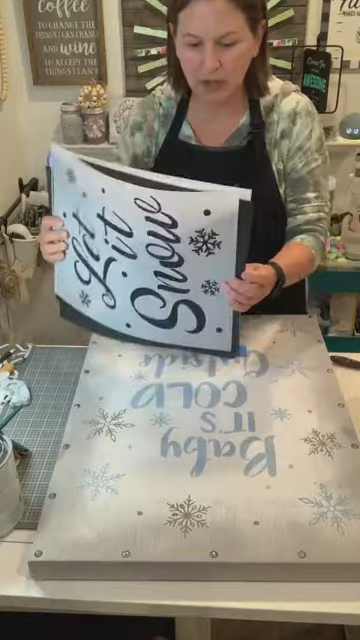 Coffee
TO CHANGE THE
THINGS I CAN
AND wine
TO ACCEPT THE
THINGS I CAN'T
AWESOME
Let
it
Snow
Baby
IT'S
COLD
Outside